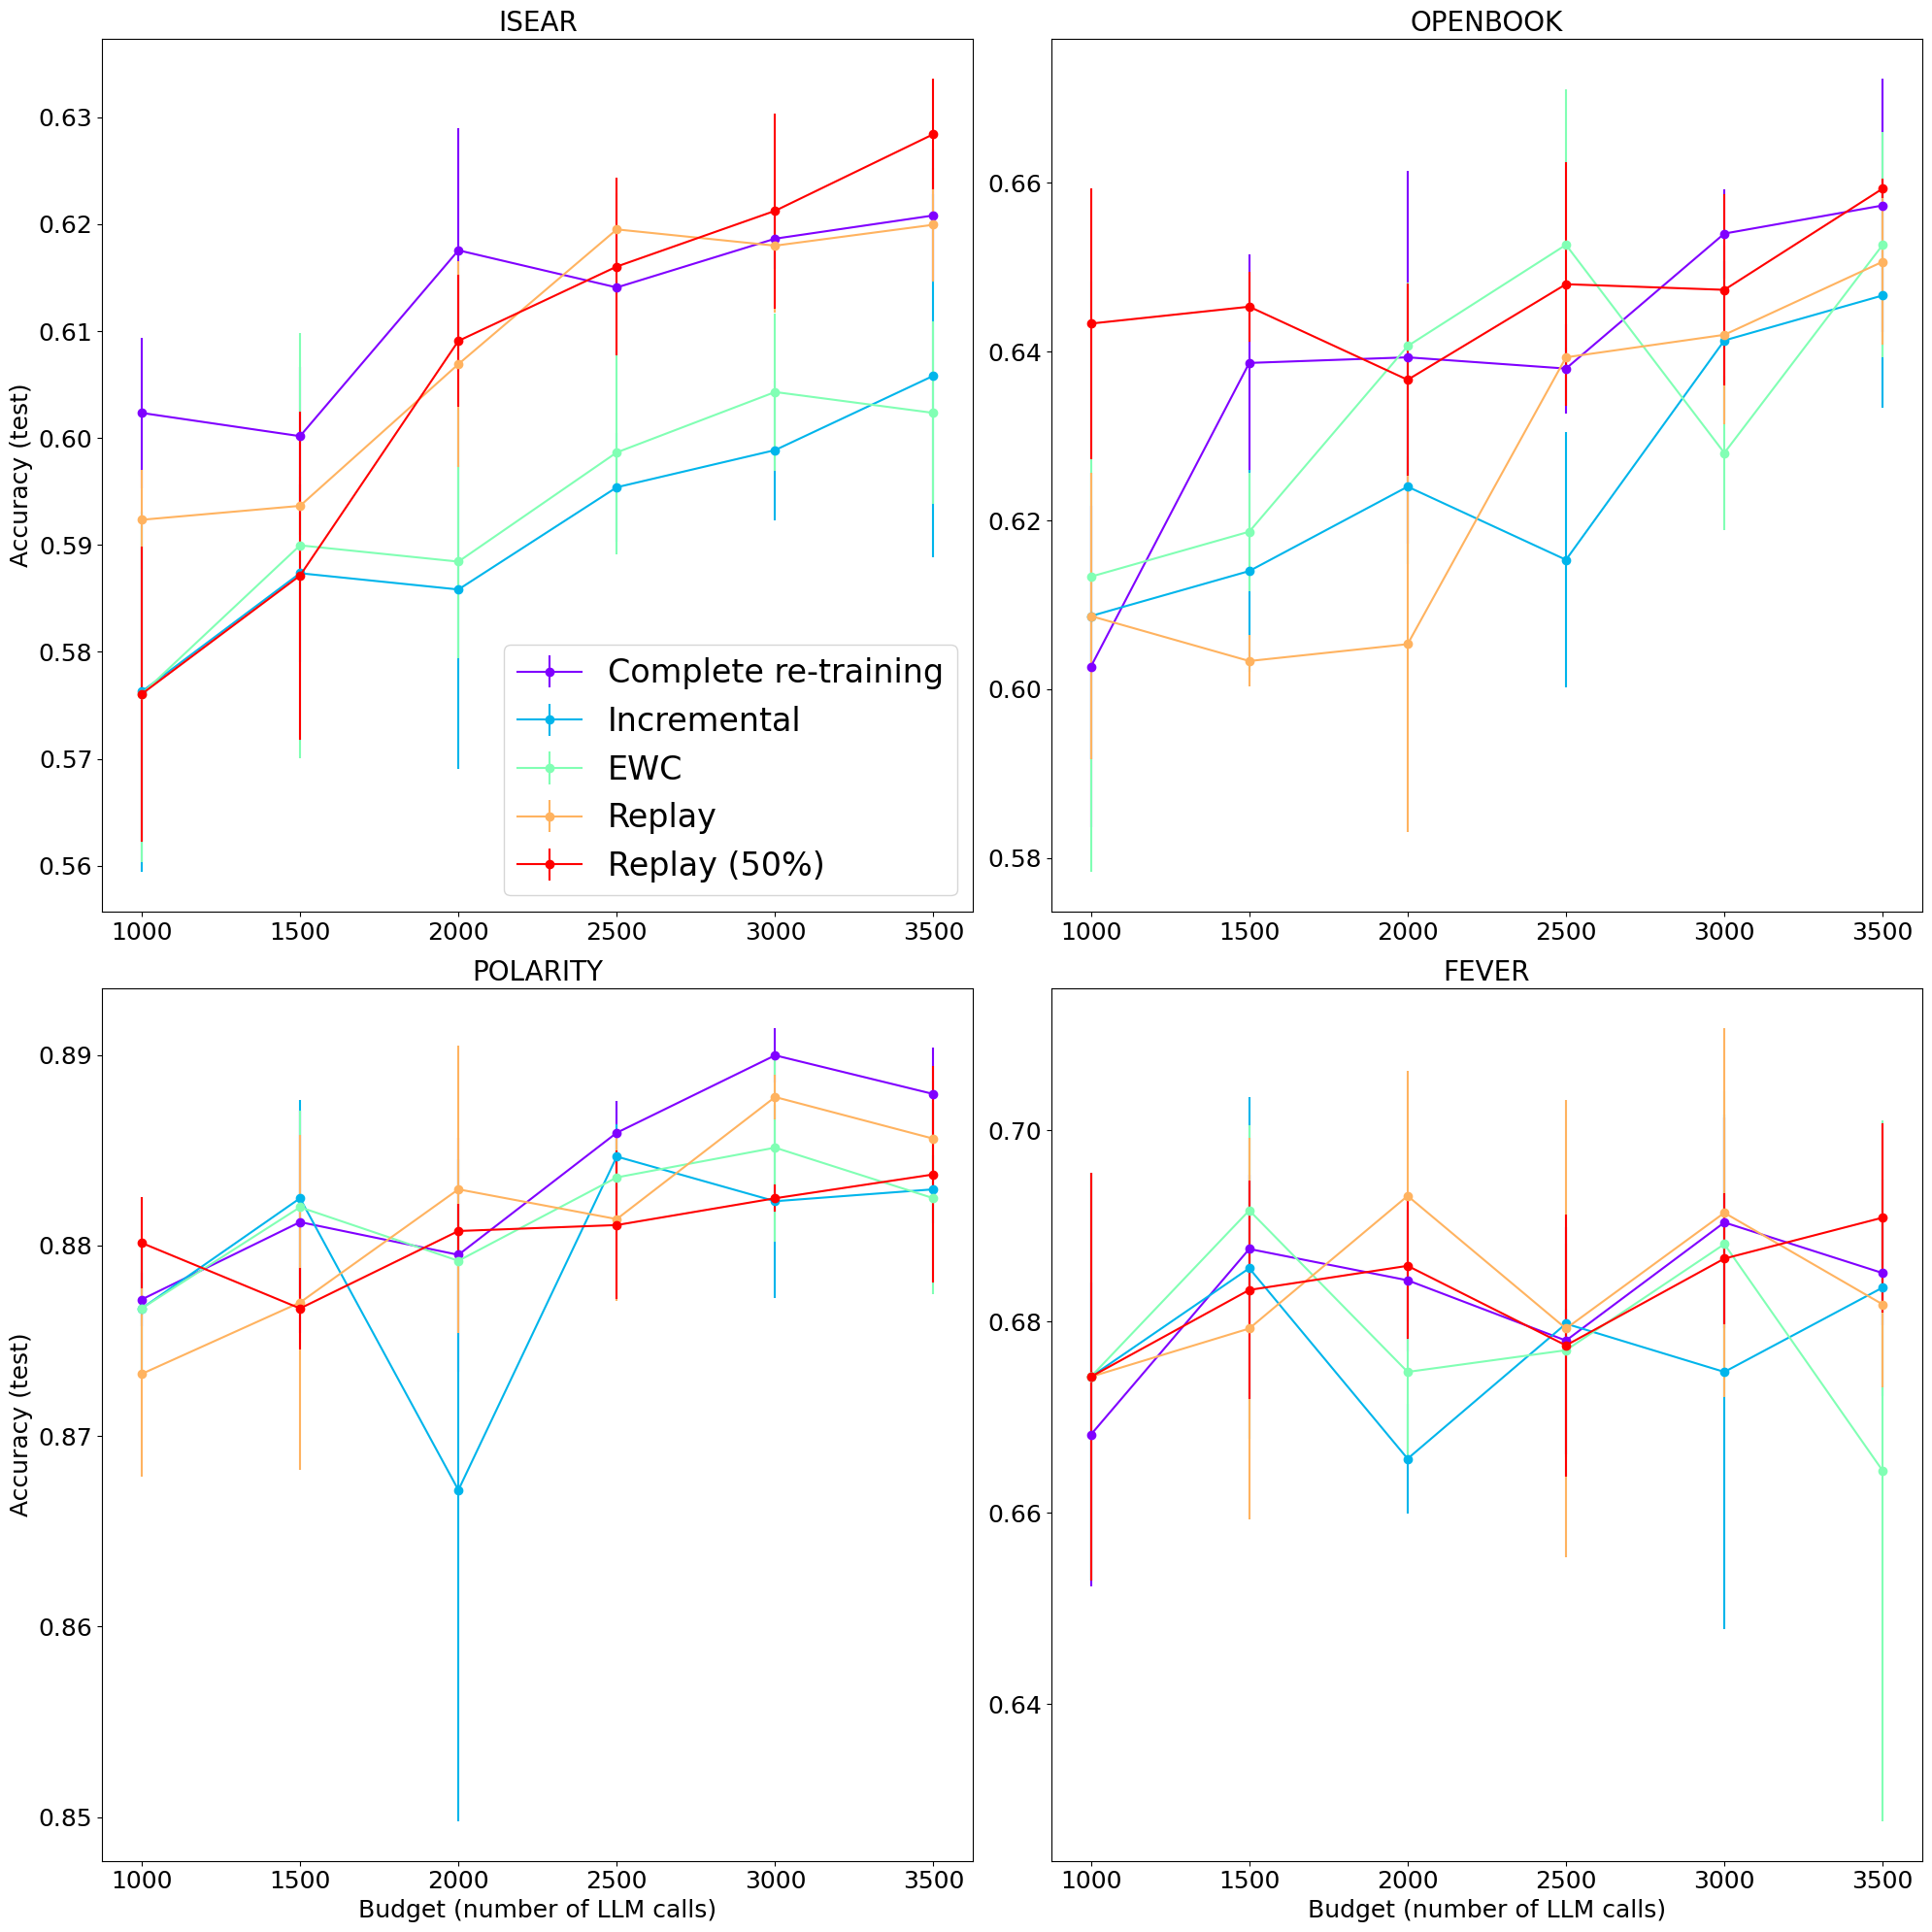 ISEAR
Accuracy (test)
0.63
0.62
0.61
0.60
0.59
0.58
0.57
0.56
1000 1500 2000 2500 3000 3500
Complete re-training
Incremental
EWC
Replay
Replay (50%)
OPENBOOK
0.66
0.64
0.62
0.60
0.58
1000 1500 2000 2500 3000 3500
POLARITY
Accuracy (test)
0.89
0.88
0.87
0.86
0.85
1000 1500 2000 2500 3000 3500
Budget (number of LLM calls)
FEVER
0.70
0.68
0.66
0.64
1000 1500 2000 2500 3000 3500
Budget (number of LLM calls)